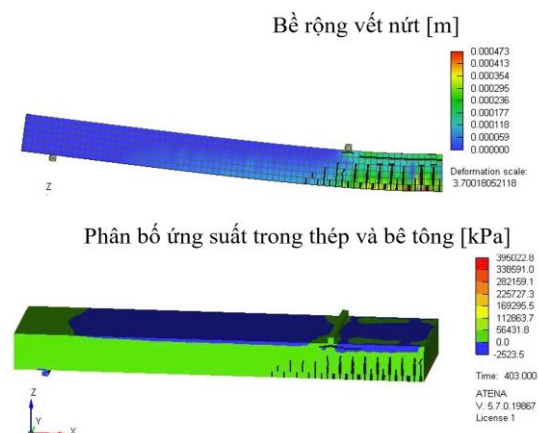 Bề rộng vết nứt [m]
0.000473
0.000413
0.000354
0.000295
0.000236
0.000177
0.000118
0.000059
0.000000
Deformation scale:
3.70018052118
Z
Phân bố ứng suất trong thép và bê tông [kPa]
395022.8
338591.0
282159.1
225727.3
169295.5
112863.7
56431.8
0.0
-2523.5
Time: 403.000
ATENA
V: 5.7.0.19867
License 1
Z
Y
X